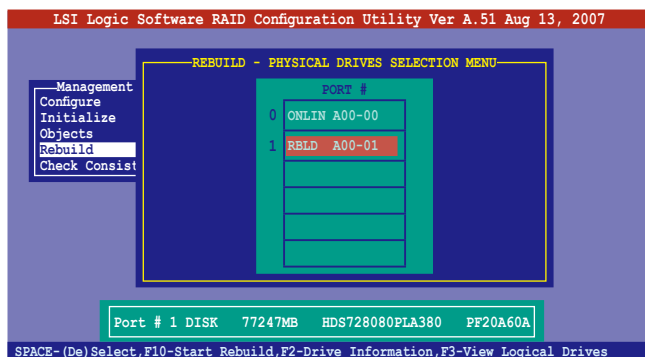 LSI Logic Software RAID Configuration Utility Ver A.51 Aug 13, 2007
REBUILD - PHYSICAL DRIVES SELECTION MENU
Management
Configure
Initialize
Objects
Rebuild
Check Consist
PORT #
0 ONLIN A00-00
1 RBLD A00-01
Port # 1 DISK 77247MB HDS728080PLA380 PF20A60A
SPACE-(De)Select,F10-Start Rebuild,F2-Drive Information,F3-View Logical Drives